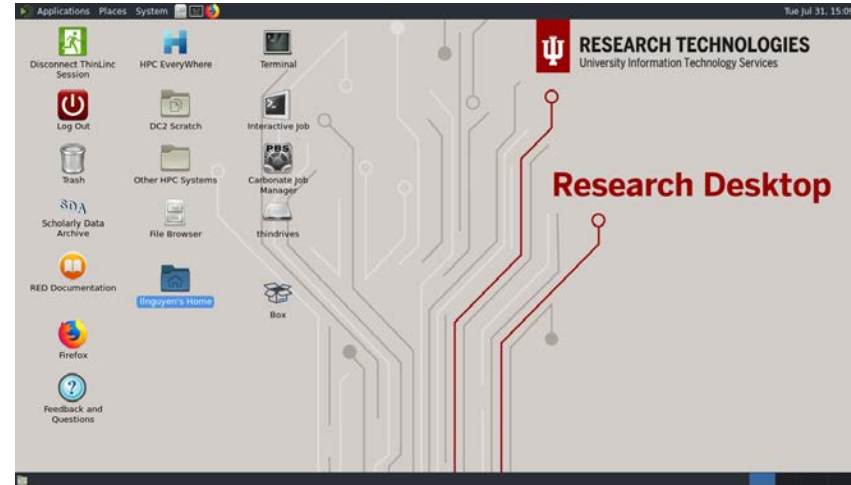 Applications Places System
Tue Jul 31, 15:09
RESEARCH TECHNOLOGIES
University Information Technology Services
Research Desktop
Disconnect ThinLinc
Session
HPC EveryWhere
Terminal
Log Out
DC2 Scratch
Interactive Job
Trash
Other HPC Systems
PBS
Carbonate Job
Manager
SDA
Scholarly Data
Archive
File Browser
thindrives
RED Documentation
llnguyen's Home
Box
Firefox
Feedback and
Questions